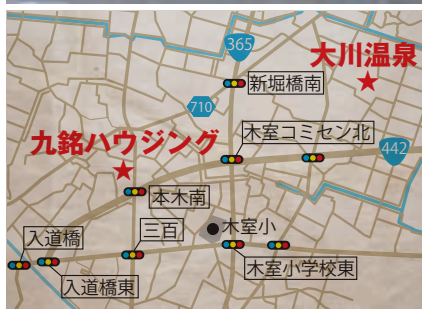 365
大川温泉
新堀橋南
710
九銘ハウジング
木室コミセン北
442
本木南
入道橋
三百
木室小
入道橋東
木室小学校東